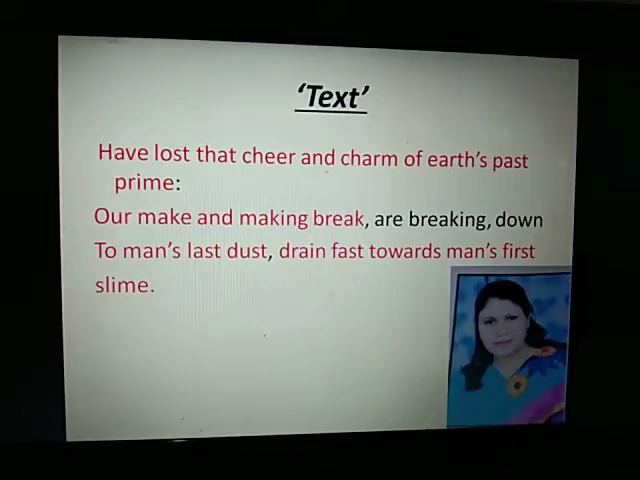 ‘Text’
Have lost that cheer and charm of earth’s past
prime:
Our make and making break, are breaking, down
To man’s last dust, drain fast towards man’s first
slime.